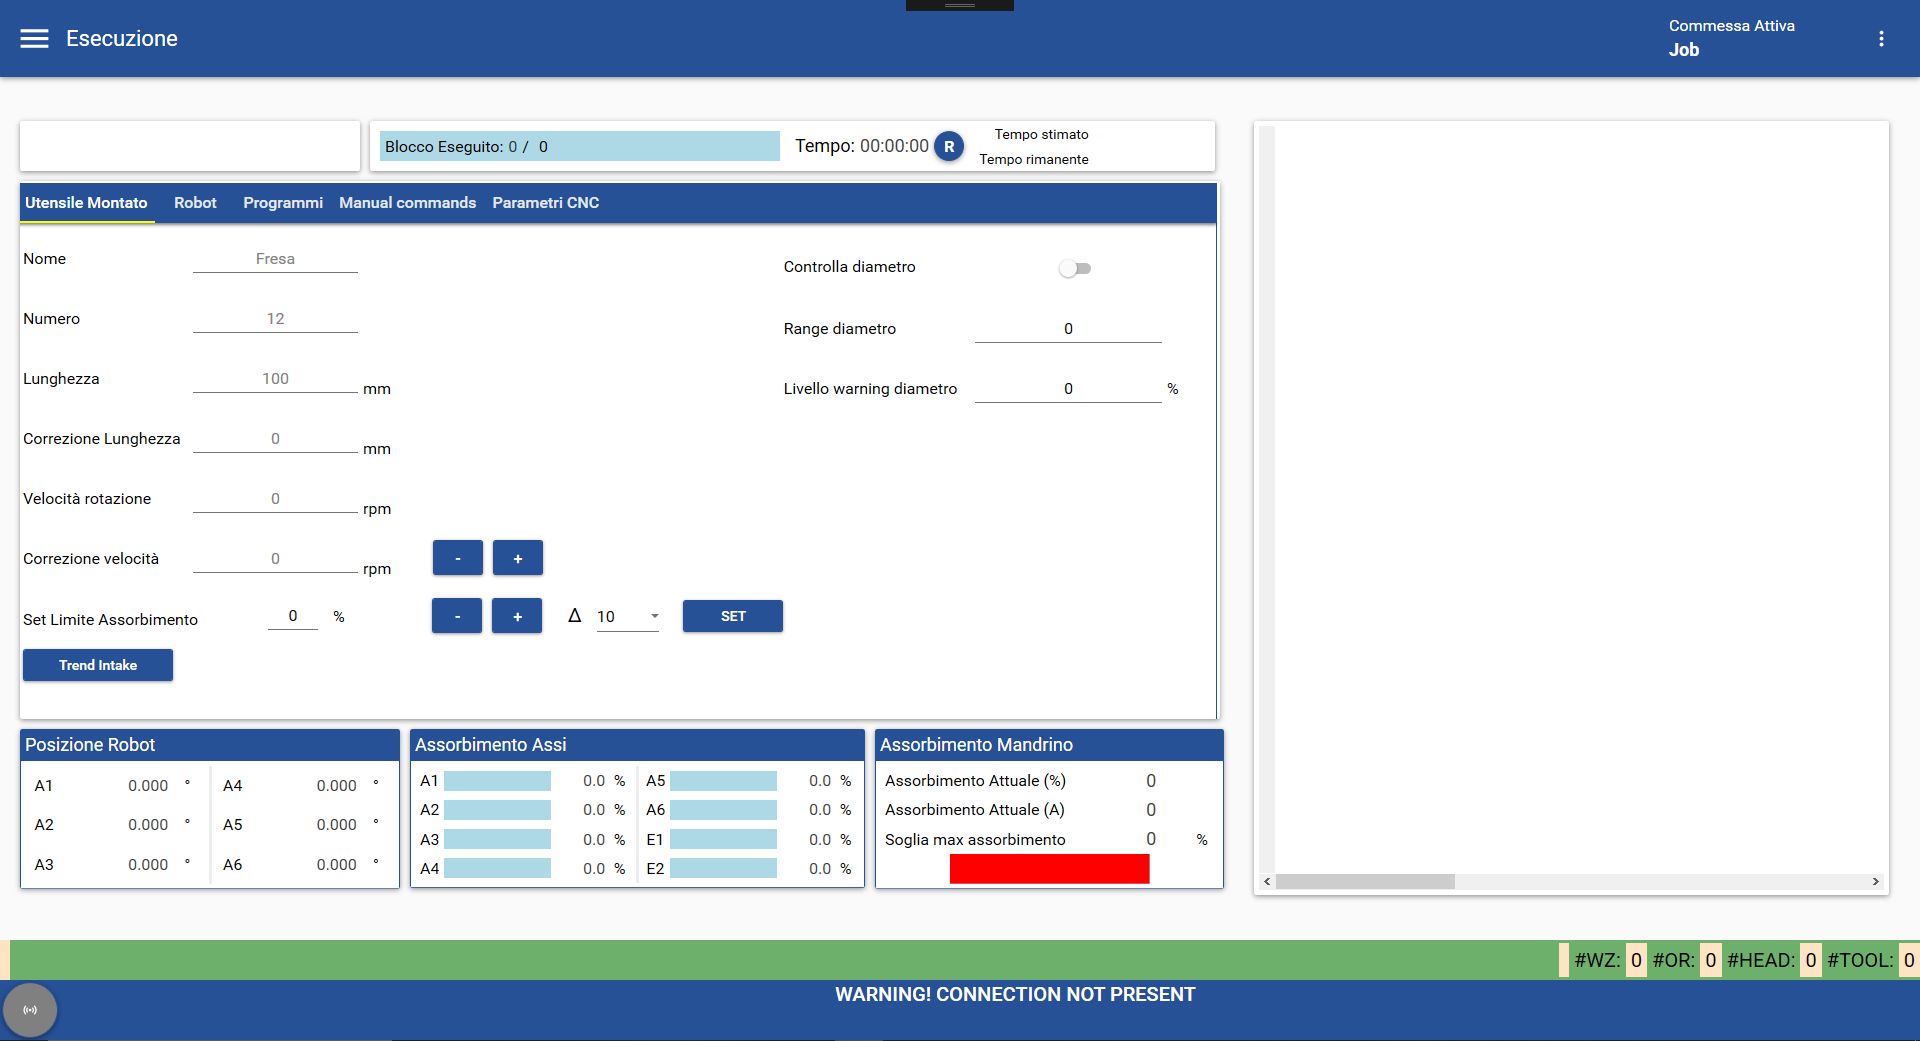 Esecuzione
Commessa Attiva
Job
Blocco Eseguito: 0 / 0
Tempo: 00:00:00 R
Tempo stimato
Tempo rimanente
Utensile Montato Robot Programmi Manual commands Parametri CNC
Nome Fresa
Numero 12
Lunghezza 100 mm
Correzione Lunghezza 0 mm
Velocità rotazione 0 rpm
Correzione velocità 0 rpm - +
Set Limite Assorbimento 0 % - + Δ 10 SET
Trend Intake
Controlla diametro
Range diametro 0
Livello warning diametro 0 %
Posizione Robot
A1 0.000 ° A4 0.000 °
A2 0.000 ° A5 0.000 °
A3 0.000 ° A6 0.000 °
Assorbimento Assi
A1 0.0 % A5 0.0 %
A2 0.0 % A6 0.0 %
A3 0.0 % E1 0.0 %
A4 0.0 % E2 0.0 %
Assorbimento Mandrino
Assorbimento Attuale (%) 0
Assorbimento Attuale (A) 0
Soglia max assorbimento 0 %
#WZ: 0 #OR: 0 #HEAD: 0 #TOOL: 0
WARNING! CONNECTION NOT PRESENT